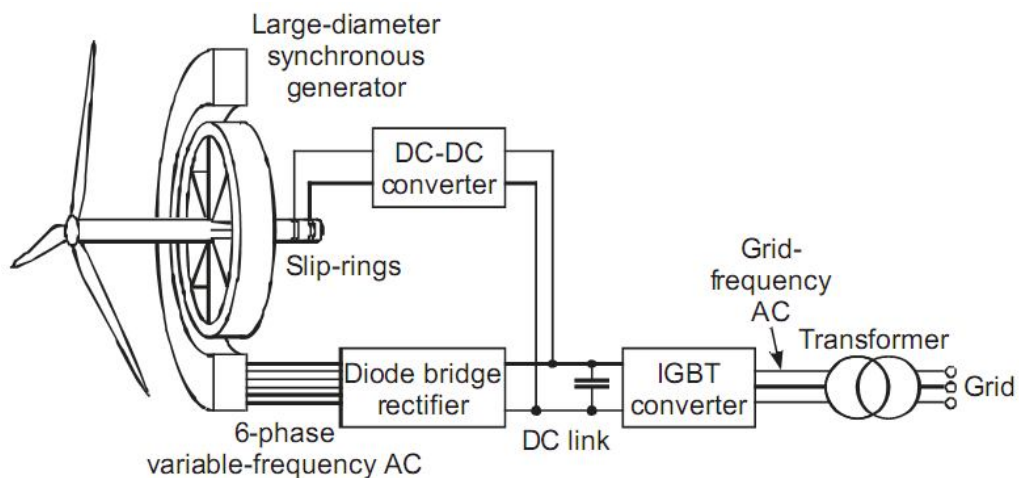 Large-diameter
synchronous
generator
DC-DC
converter
Slip-rings
Grid-
frequency
AC
Transformer
Diode bridge
rectifier
IGBT
converter
Grid
6-phase
variable-frequency AC
DC link